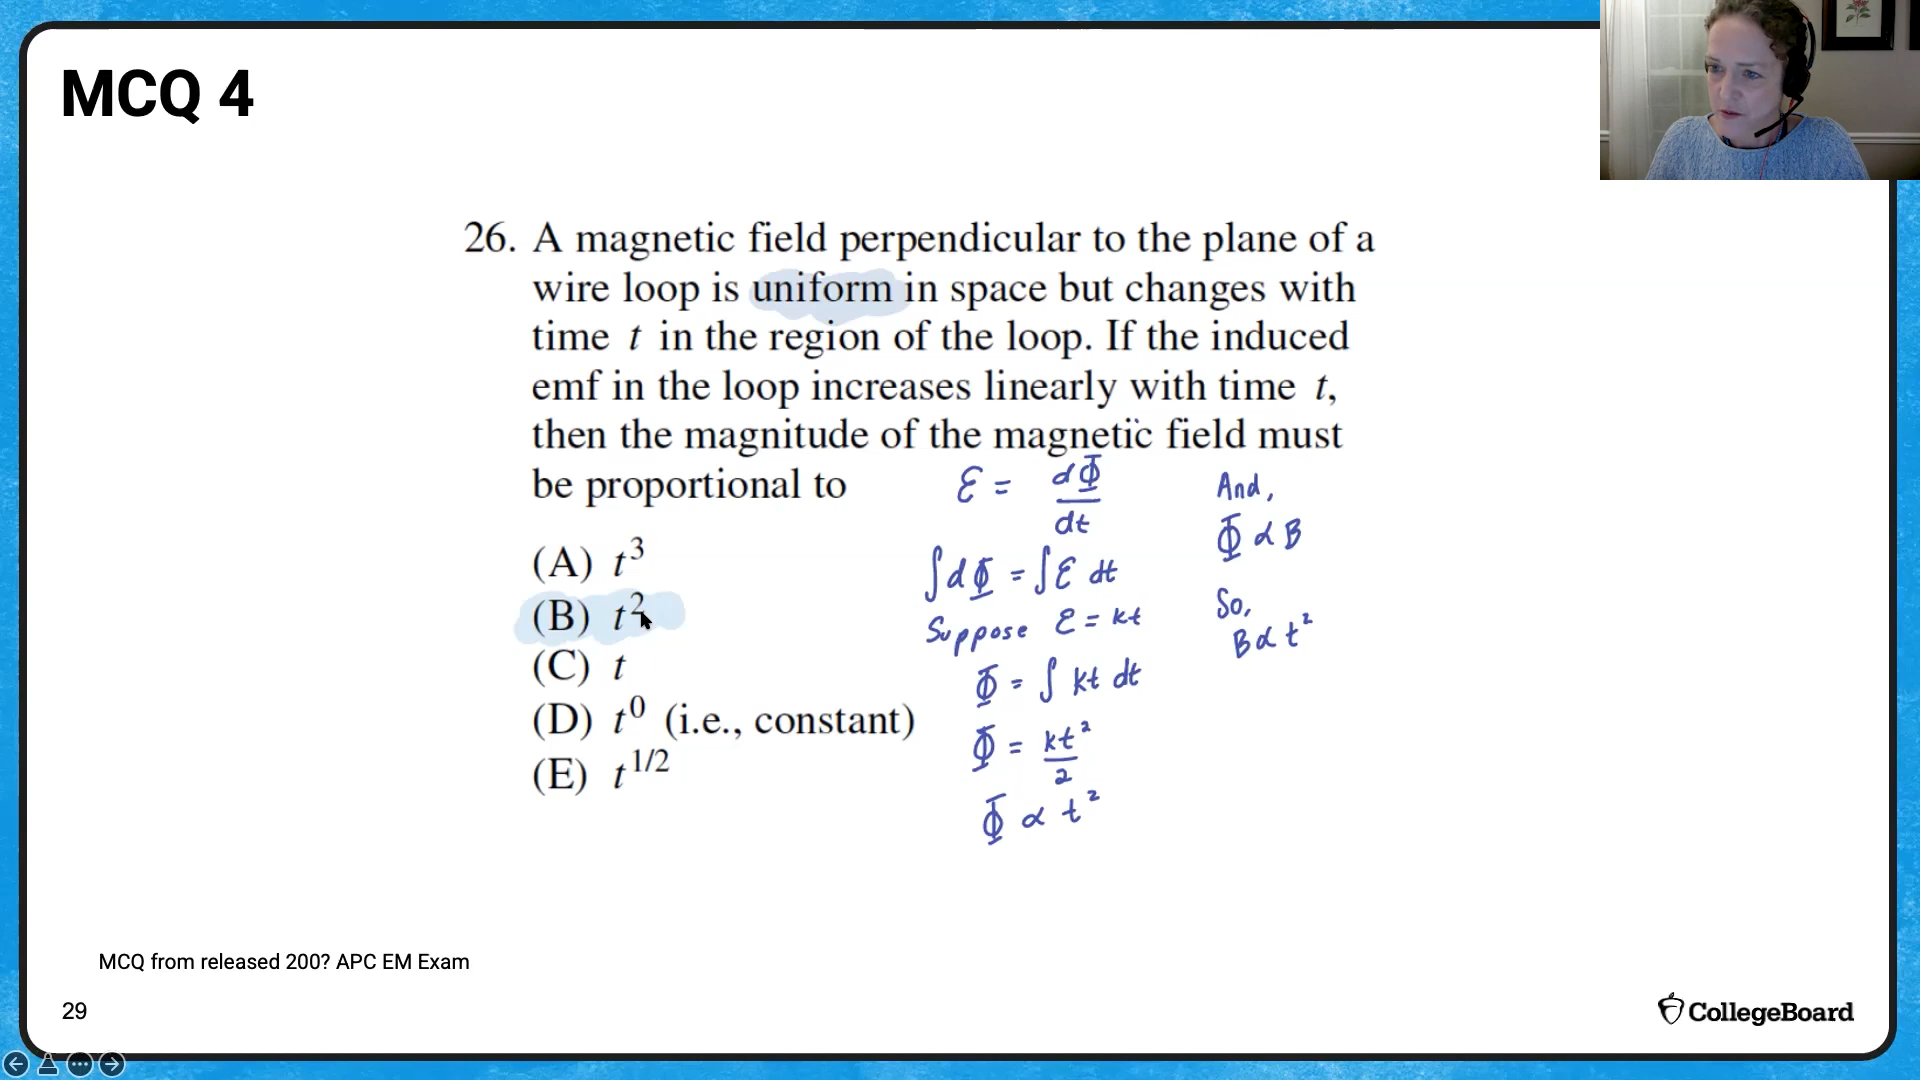 MCQ 4
26. A magnetic field perpendicular to the plane of a
wire loop is uniform in space but changes with
time t in the region of the loop. If the induced
emf in the loop increases linearly with time t,
then the magnitude of the magnetic field must
be proportional to
(A) t³
(B) t²
(C) t
(D) t⁰ (i.e., constant)
(E) t^1/2
ℰ = dΦ/dt
∫dΦ = ∫ℰ dt
Suppose ℰ = kt
Φ = ∫ kt dt
Φ = kt²/2
Φ ∝ t²
And,
Φ ∝ B
So,
B ∝ t²
MCQ from released 200? APC EM Exam
29
CollegeBoard